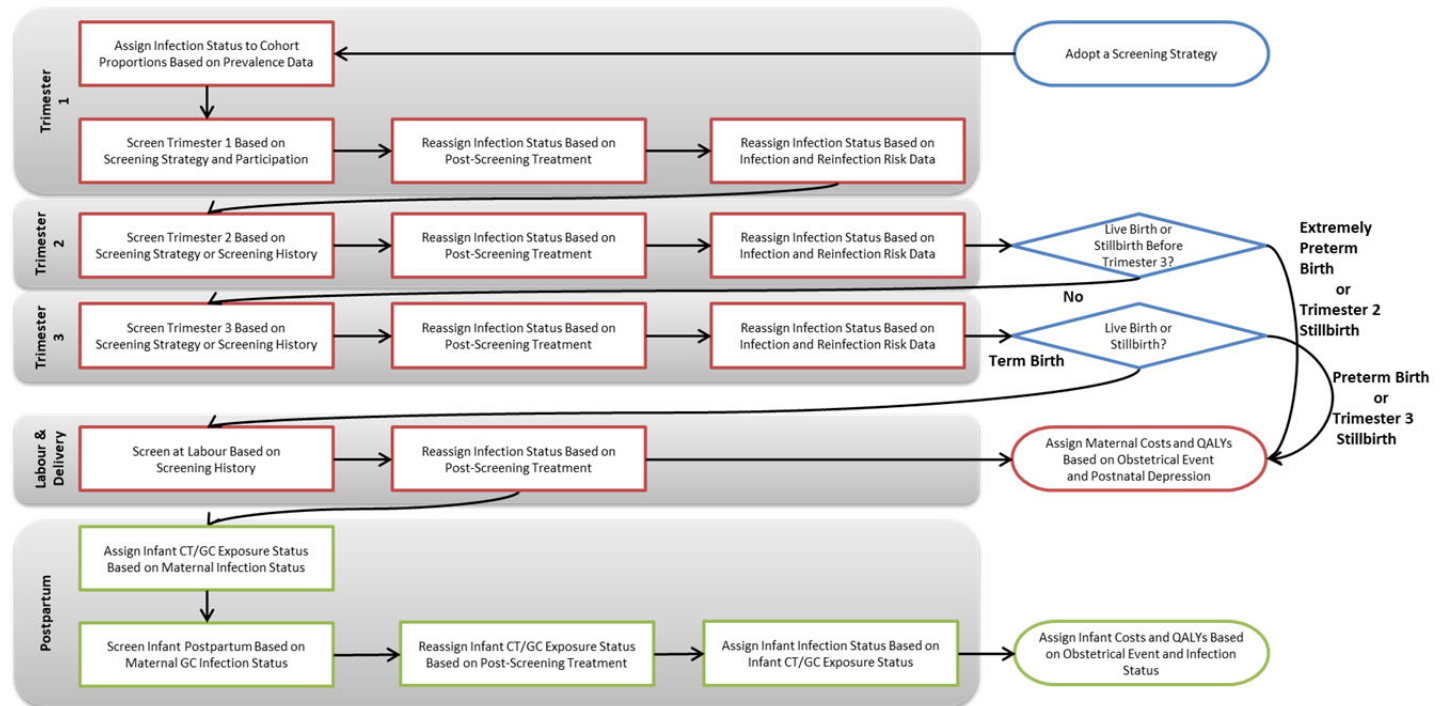 Trimester
1
Assign Infection Status to Cohort
Proportions Based on Prevalence Data
Adopt a Screening Strategy
Screen Trimester 1 Based on
Screening Strategy and Participation
Reassign Infection Status Based on
Post-Screening Treatment
Reassign Infection Status Based on
Infection and Reinfection Risk Data
Trimester
2
Screen Trimester 2 Based on
Screening Strategy or Screening History
Reassign Infection Status Based on
Post-Screening Treatment
Reassign Infection Status Based on
Infection and Reinfection Risk Data
Live Birth or
Stillbirth Before
Trimester 3?
Extremely
Preterm
Birth
or
Trimester 2
Stillbirth
No
Trimester
3
Screen Trimester 3 Based on
Screening Strategy or Screening History
Reassign Infection Status Based on
Post-Screening Treatment
Reassign Infection Status Based on
Infection and Reinfection Risk Data
Live Birth or
Stillbirth?
Term Birth
Preterm Birth
or
Trimester 3
Stillbirth
Labour &
Delivery
Screen at Labour Based on
Screening History
Reassign Infection Status Based on
Post-Screening Treatment
Assign Maternal Costs and QALYs
Based on Obstetrical Event
and Postnatal Depression
Postpartum
Assign Infant CT/GC Exposure Status
Based on Maternal Infection Status
Screen Infant Postpartum Based on
Maternal GC Infection Status
Reassign Infant CT/GC Exposure Status
Based on Post-Screening Treatment
Assign Infant Infection Status Based on
Infant CT/GC Exposure Status
Assign Infant Costs and QALYs Based
on Obstetrical Event and Infection
Status